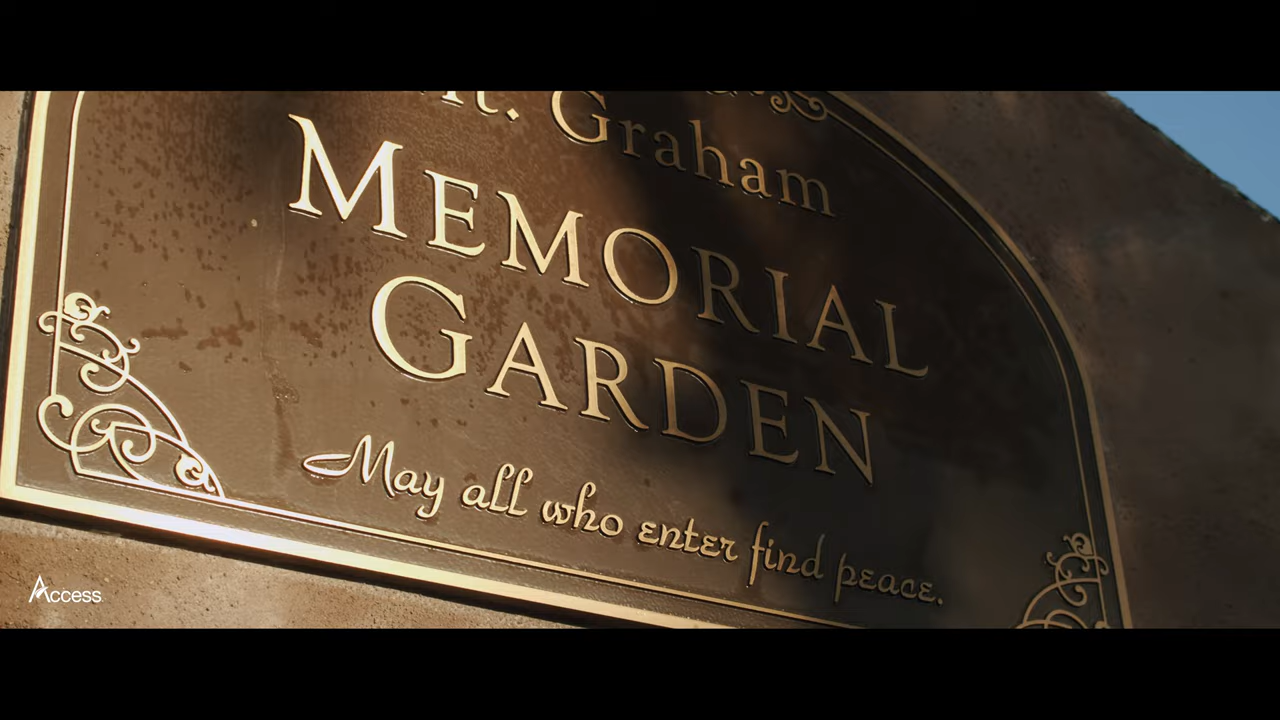 Graham
MEMORIAL
GARDEN
May all who enter find peace.
Access